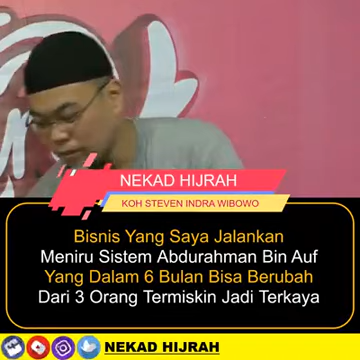 NEKAD HIJRAH
KOH STEVEN INDRA WIBOWO
Bisnis Yang Saya Jalankan
Meniru Sistem Abdurahman Bin Auf
Yang Dalam 6 Bulan Bisa Berubah
Dari 3 Orang Termiskin Jadi Terkaya
NEKAD HIJRAH